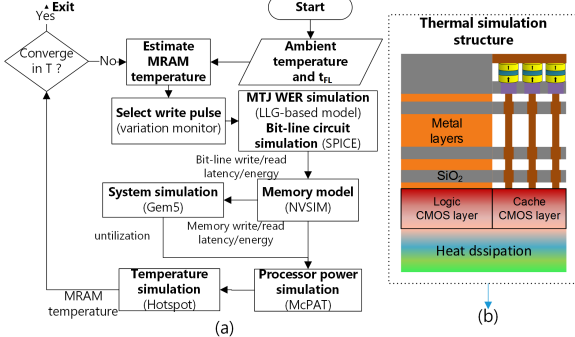 Exit
Yes
Converge
in T ?
No
Start
Estimate
MRAM
temperature
Ambient
temperature
and tFL
Select write pulse
(variation monitor)
MTJ WER simulation
(LLG-based model)
Bit-line circuit
simulation (SPICE)
Bit-line write/read
latency/energy
System simulation
(Gem5)
Memory model
(NVSIM)
Memory write/read
latency/energy
untilization
Temperature
simulation
(Hotspot)
Processor power
simulation
(McPAT)
MRAM
temperature
(a)
Thermal simulation
structure
Metal
layers
SiO2
Logic
CMOS layer
Cache
CMOS layer
Heat dssipation
(b)